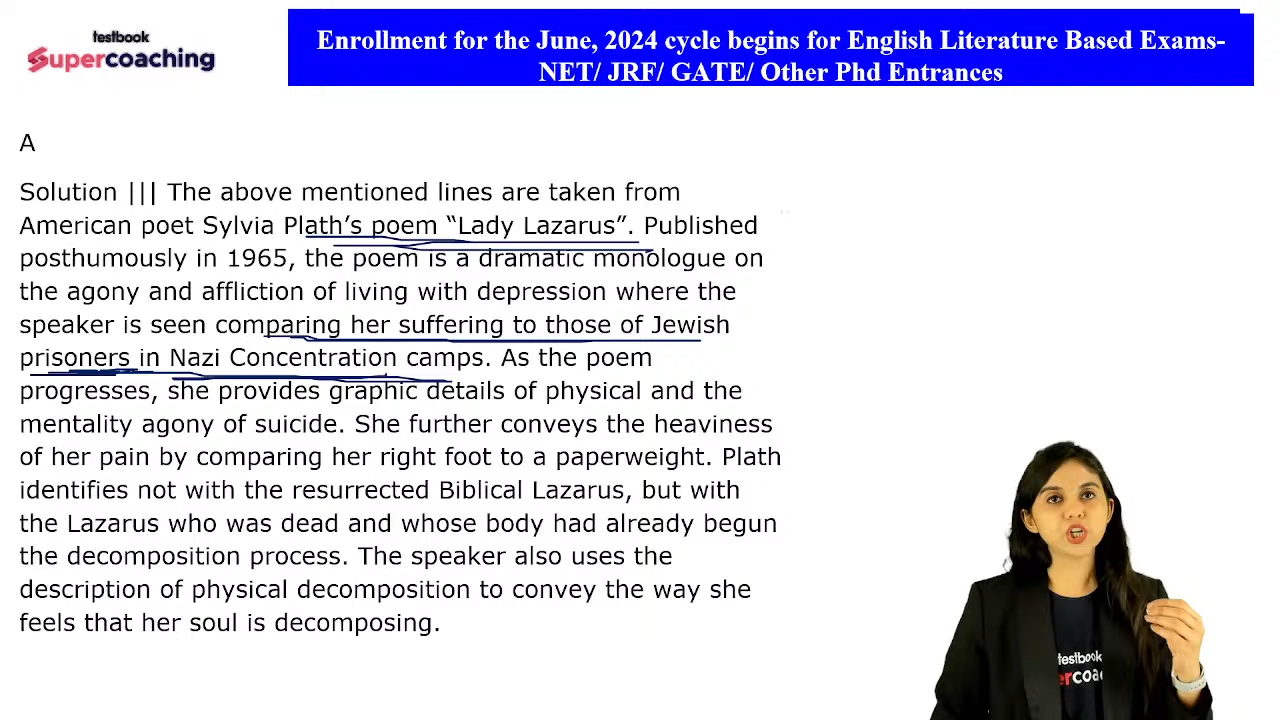 testbook
Supercoaching
Enrollment for the June, 2024 cycle begins for English Literature Based Exams-
NET/ JRF/ GATE/ Other Phd Entrances
A
Solution ||| The above mentioned lines are taken from
American poet Sylvia Plath’s poem “Lady Lazarus”. Published
posthumously in 1965, the poem is a dramatic monologue on
the agony and affliction of living with depression where the
speaker is seen comparing her suffering to those of Jewish
prisoners in Nazi Concentration camps. As the poem
progresses, she provides graphic details of physical and the
mentality agony of suicide. She further conveys the heaviness
of her pain by comparing her right foot to a paperweight. Plath
identifies not with the resurrected Biblical Lazarus, but with
the Lazarus who was dead and whose body had already begun
the decomposition process. The speaker also uses the
description of physical decomposition to convey the way she
feels that her soul is decomposing.
testbook
ercoa